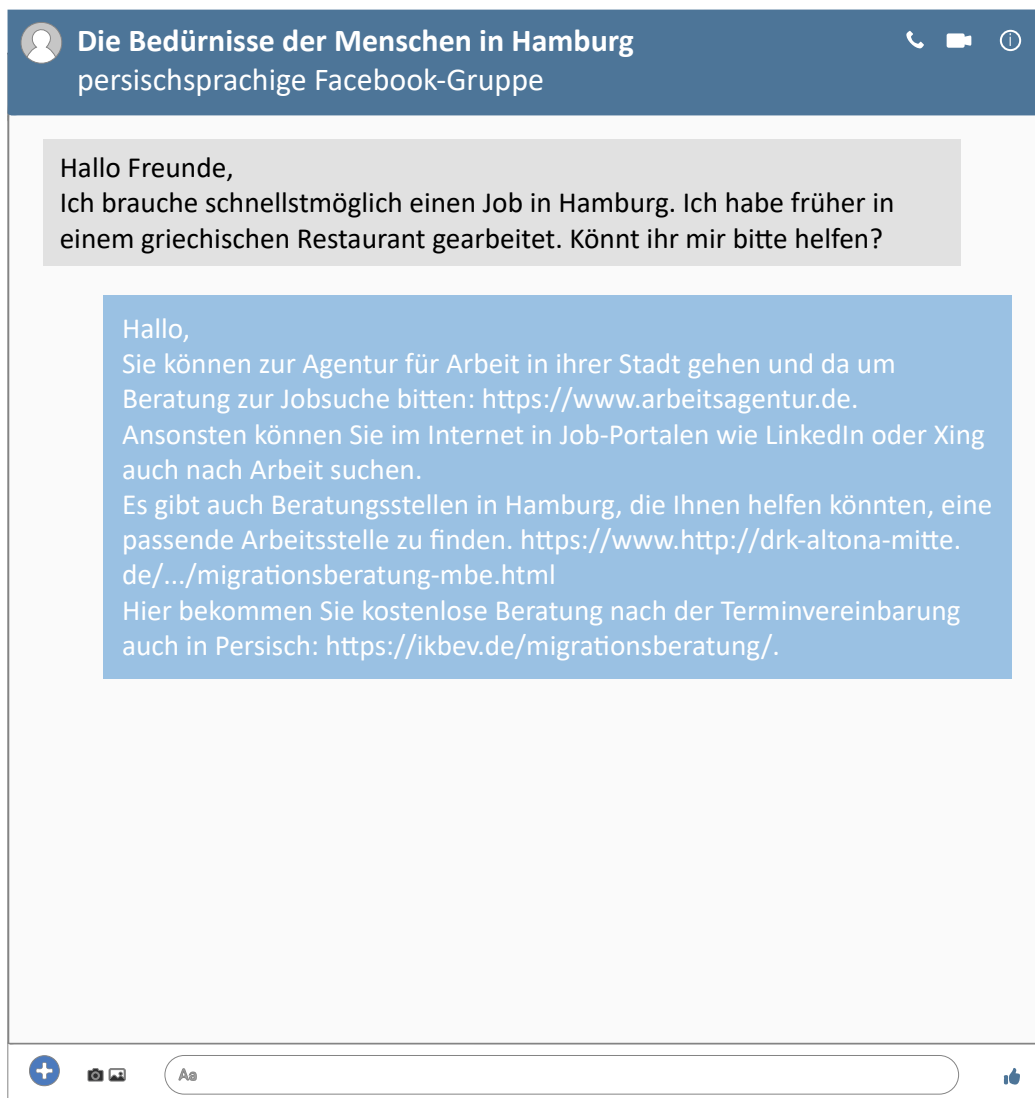 Die Bedürnisse der Menschen in Hamburg
persischsprachige Facebook-Gruppe
Hallo Freunde,
Ich brauche schnellstmöglich einen Job in Hamburg. Ich habe früher in
einem griechischen Restaurant gearbeitet. Könnt ihr mir bitte helfen?
Hallo,
Sie können zur Agentur für Arbeit in ihrer Stadt gehen und da um
Beratung zur Jobsuche bitten: https://www.arbeitsagentur.de.
Ansonsten können Sie im Internet in Job-Portalen wie LinkedIn oder Xing
auch nach Arbeit suchen.
Es gibt auch Beratungsstellen in Hamburg, die Ihnen helfen könnten, eine
passende Arbeitsstelle zu finden. https://www.http://drk-altona-mitte.
de/.../migrationsberatung-mbe.html
Hier bekommen Sie kostenlose Beratung nach der Terminvereinbarung
auch in Persisch: https://ikbev.de/migrationsberatung/.
Aa